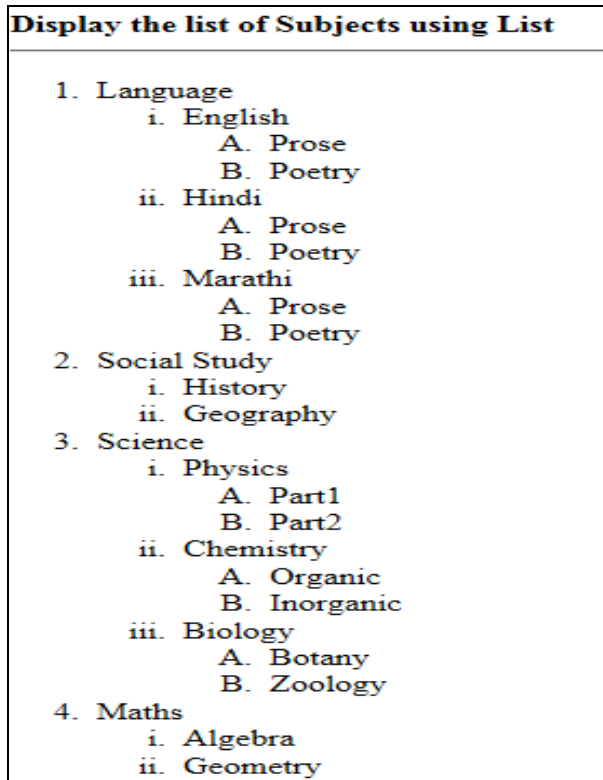 Display the list of Subjects using List
1. Language
i. English
A. Prose
B. Poetry
ii. Hindi
A. Prose
B. Poetry
iii. Marathi
A. Prose
B. Poetry
2. Social Study
i. History
ii. Geography
3. Science
i. Physics
A. Part1
B. Part2
ii. Chemistry
A. Organic
B. Inorganic
iii. Biology
A. Botany
B. Zoology
4. Maths
i. Algebra
ii. Geometry